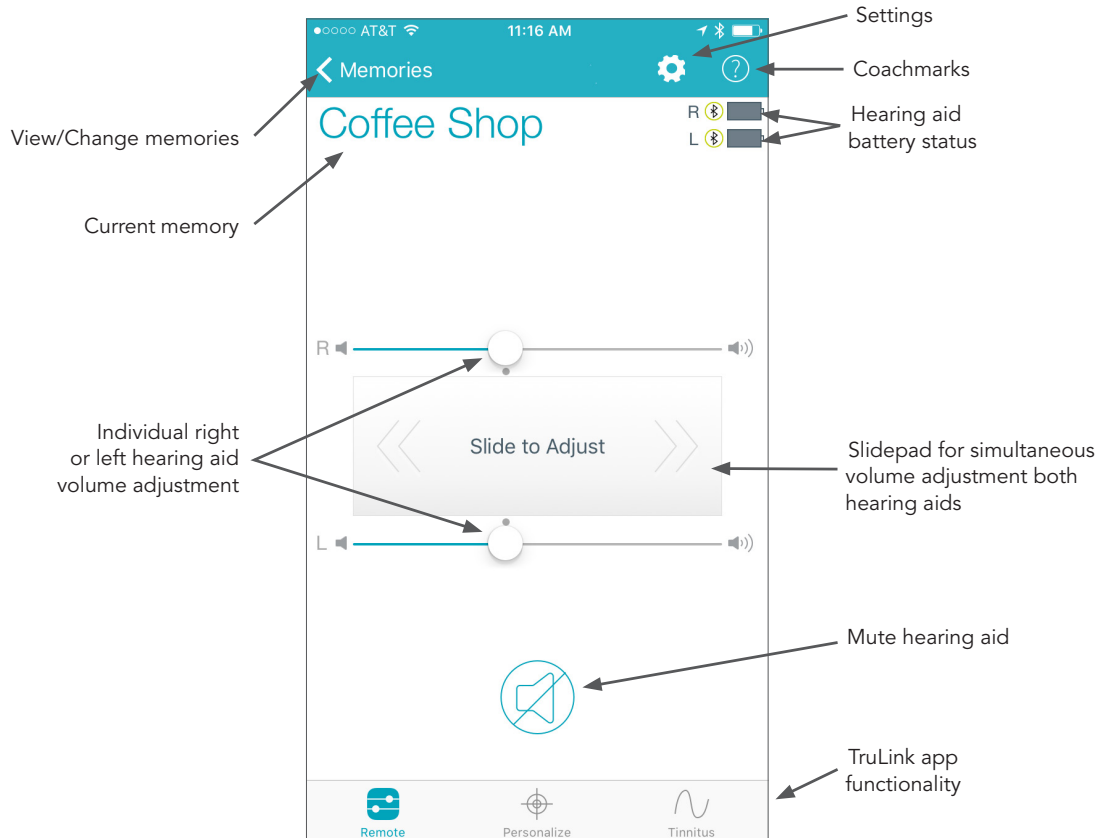 Settings
AT&T 11:16 AM
Memories
?
Coachmarks
Coffee Shop
R
L
Hearing aid
battery status
View/Change memories
Current memory
R
Individual right
or left hearing aid
volume adjustment
Slide to Adjust
Slidepad for simultaneous
volume adjustment both
hearing aids
L
Mute hearing aid
TruLink app
functionality
Remote Personalize Tinnitus